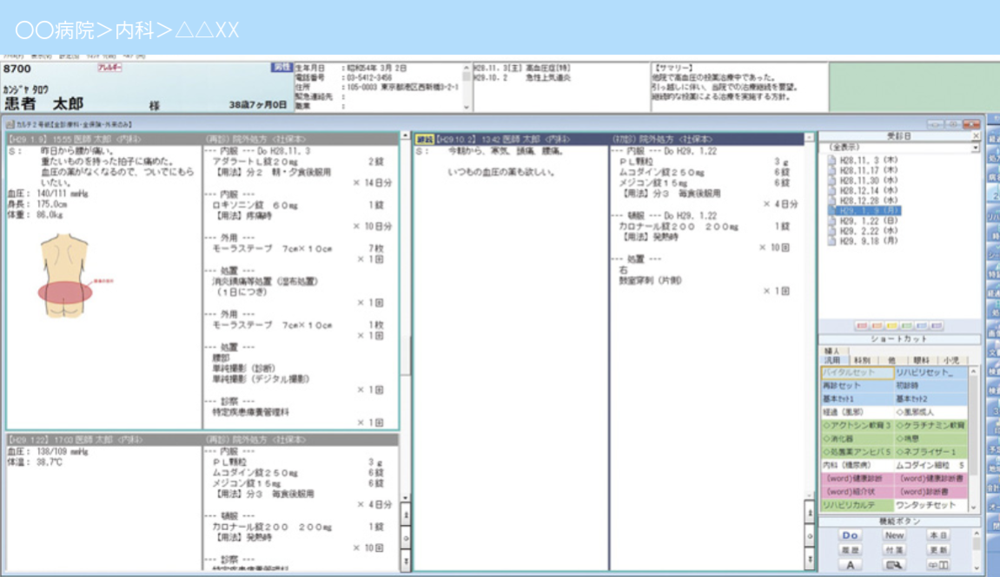 〇〇病院＞内科＞△△XX
8700
アレルギー
男性
カンジャ タロウ
患者 太郎 様
38歳7ヶ月0日
生年月日 ：昭和54年 3月 2日
電話番号 ：03-5412-3456
住所 ：105-0003 東京都港区西新橋3-2-1
緊急連絡先 ：
職業 ：
H28.11. 3[主] 高血圧症[特]
H29.10. 2 急性上気道炎
【サマリー】
他院で高血圧の投薬治療中であった。
引っ越しに伴い、当院での治療継続を要望。
継続的な投薬による治療を実施する方針。
カルテ2号紙【全診療科・全保険・外来のみ】
【H29. 1. 9】 15:55 医師 太郎 <内科>
(再診) 院外処方 <社保本>
S： 昨日から腰が痛い。
重たいものを持った拍子に痛めた。
血圧の薬がなくなるので、ついでにもら
いたい。
血圧： 140/111 mmHg
身長： 175.0cm
体重： 86.0kg
--- 内服 --- Do H28.11. 3
アダラートL錠20mg 2錠
【用法】分2 朝・夕食後服用
× 14日分
--- 内服 ---
ロキソニン錠 60mg 1錠
【用法】疼痛時
× 10日分
--- 外用 ---
モーラステープ 7cm×10cm 7枚
× 1回
--- 処置 ---
消炎鎮痛等処置（湿布処置）
（1日につき）
× 1回
--- 外用 ---
モーラステープ 7cm×10cm 1枚
× 1回
--- 処置 ---
腰部
単純撮影（診断）
単純撮影（デジタル撮影）
× 1回
--- 診察 ---
特定疾患療養管理料
× 1回
【H29. 1.22】 17:03 医師 太郎 <内科>
(再診) 院外処方 <社保本>
血圧： 138/109 mmHg
体温： 38.7℃
--- 内服 ---
PL顆粒 3g
ムコダイン錠250mg 6錠
メジコン錠15mg 6錠
【用法】分3 毎食後服用
× 4日分
--- 頓服 ---
カロナール錠200 200mg 1錠
【用法】発熱時
× 10回
--- 診察 ---
特定疾患療養管理料
継続 【H29.10. 2】 13:42 医師 太郎 <内科>
(初診) 院外処方 <社保本>
S： 今朝から、寒気、頭痛、腰痛。
いつもの血圧の薬も欲しい。
--- 内服 --- Do H29. 1.22
PL顆粒 3g
ムコダイン錠250mg 6錠
メジコン錠15mg 6錠
【用法】分3 毎食後服用
× 4日分
--- 頓服 --- Do H29. 1.22
カロナール錠200 200mg 1錠
【用法】発熱時
× 10回
--- 処置 ---
右
鼓室穿刺（片側）
× 1回
受診日
（全表示）
H28.11. 3 (木)
H28.11.17 (木)
H28.11.30 (水)
H28.12.14 (水)
H28.12.28 (水)
H29. 1. 9 (月)
H29. 1.22 (日)
H29. 2.22 (水)
H29. 9.18 (月)
ショートカット
婦人
汎用 科別 他 眼科 小児
バイタルセット リハビリセット_
再診セット 初診時
基本セット1 基本セット2
経過（風邪） ◇風邪成人
◇アクトシン軟膏3 ◇ケラチナミン軟膏
◇消化器 ◇喘息
◇処置薬アンヒバS ◇ネブライザー1
内科（糖尿病） ムコダイン細粒 5
(word)健康診断 (word)健康診断書
(word)紹介状 (word)診断書
リハビリカルテ ワンタッチセット
機能ボタン
Do New 本日
履歴 付箋 更新
A